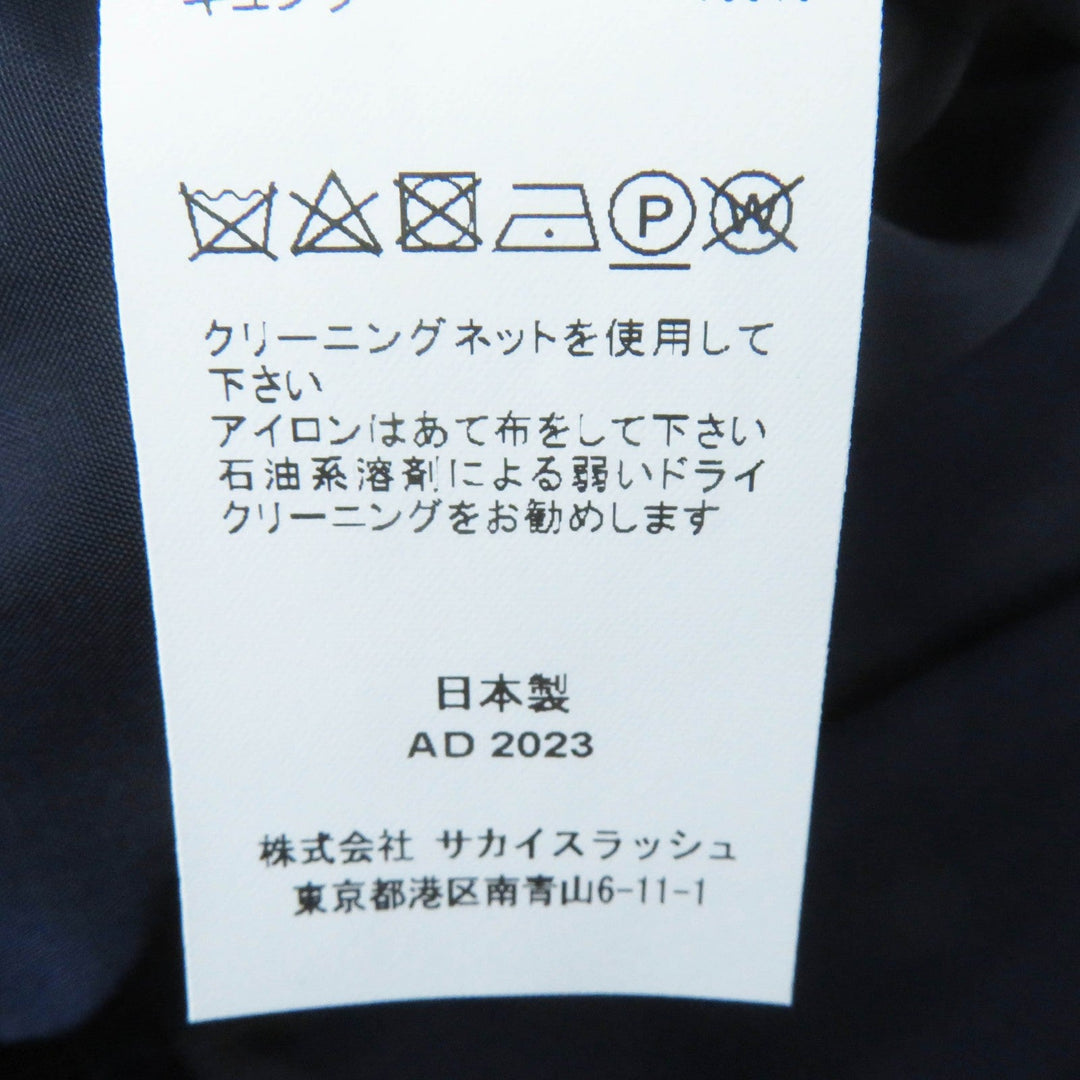 P W
クリーニングネットを使用して
下さい
アイロンはあて布をして下さい
石油系溶剤による弱いドライ
クリーニングをお勧めします
日本製
AD 2023
株式会社 サカイスラッシュ
東京都港区南青山6-11-1